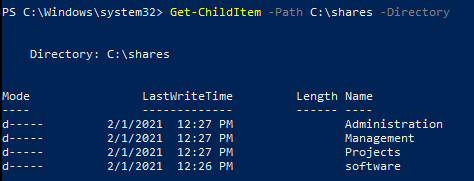 PS C:\Windows\system32> Get-ChildItem -Path C:\shares -Directory
Directory: C:\shares
Mode LastWriteTime Length Name
---- ------------- ------ ----
d----- 2/1/2021 12:27 PM Administration
d----- 2/1/2021 12:27 PM Management
d----- 2/1/2021 12:27 PM Projects
d----- 2/1/2021 12:26 PM software